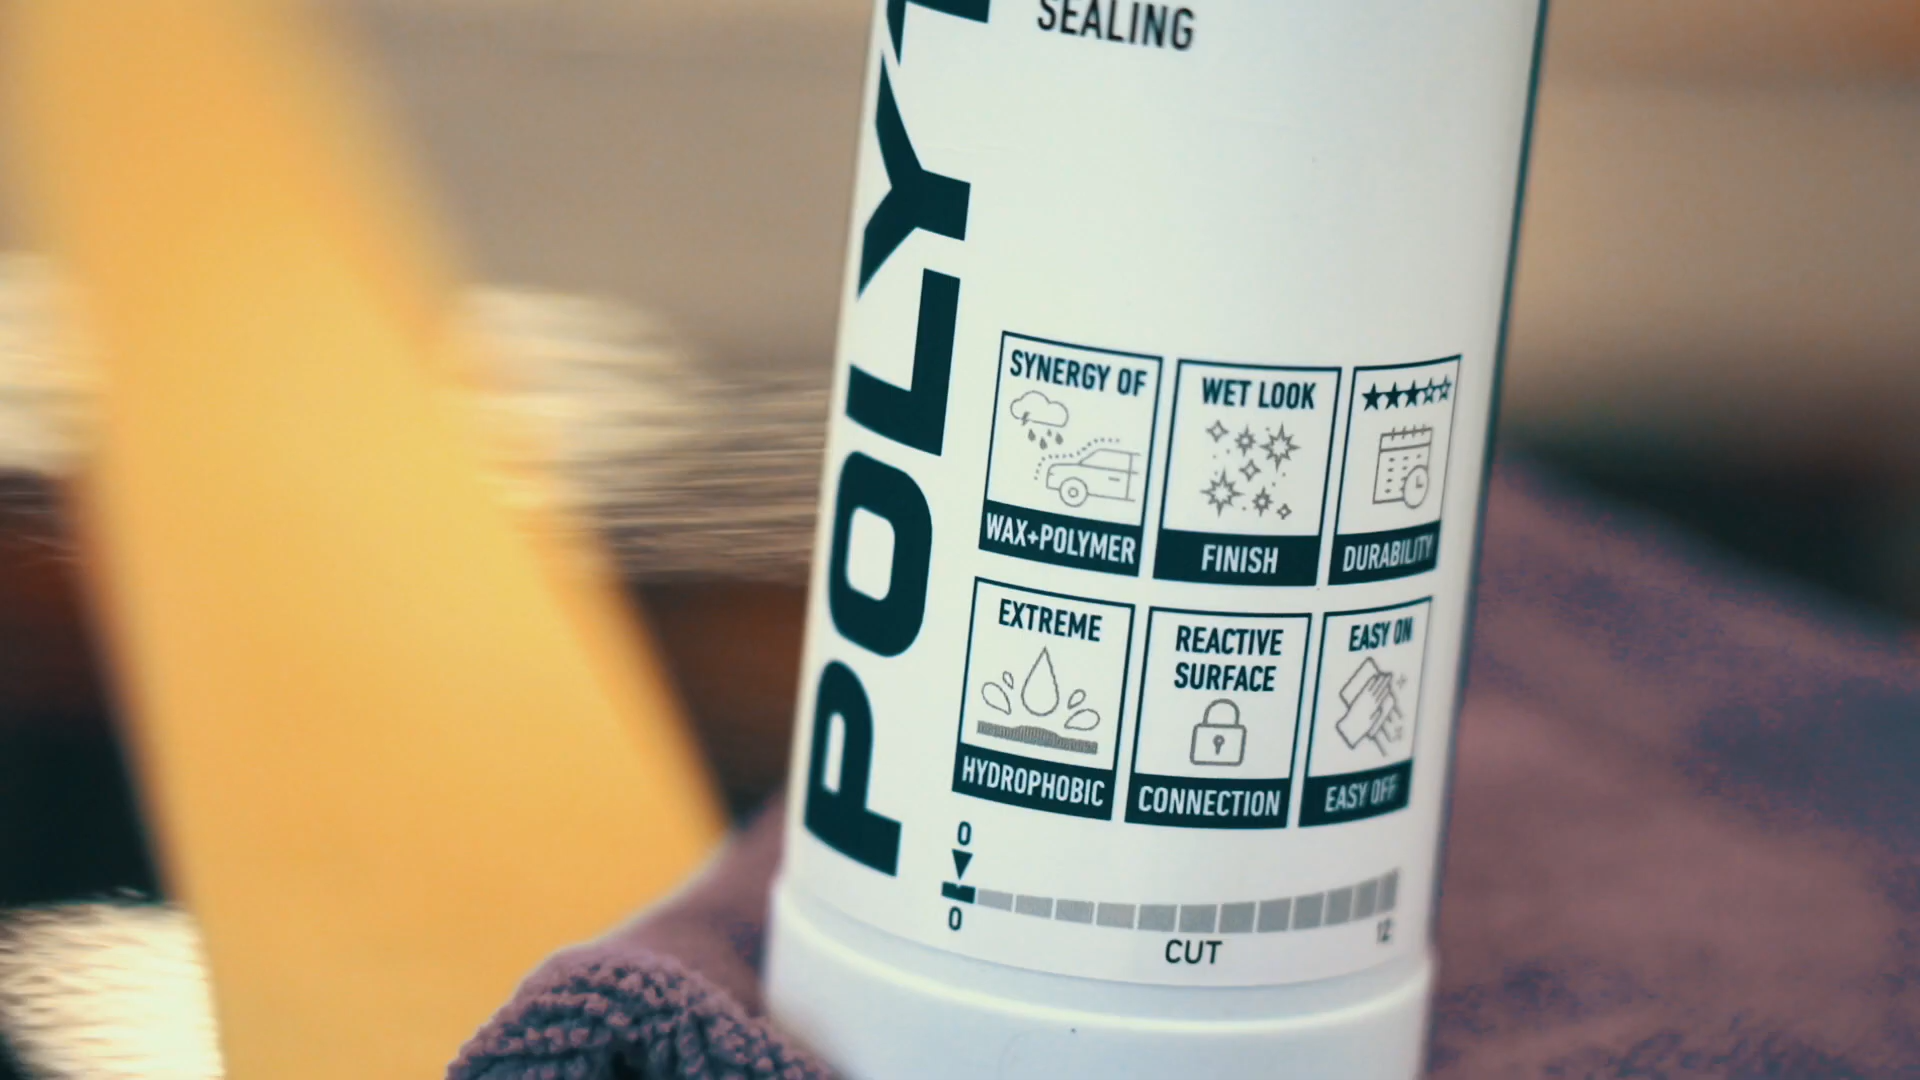 SEALING
POLY
SYNERGY OF
WAX+POLYMER
WET LOOK
FINISH
DURABILITY
EXTREME
HYDROPHOBIC
REACTIVE
SURFACE
CONNECTION
EASY ON
EASY OFF
0
0
12
CUT